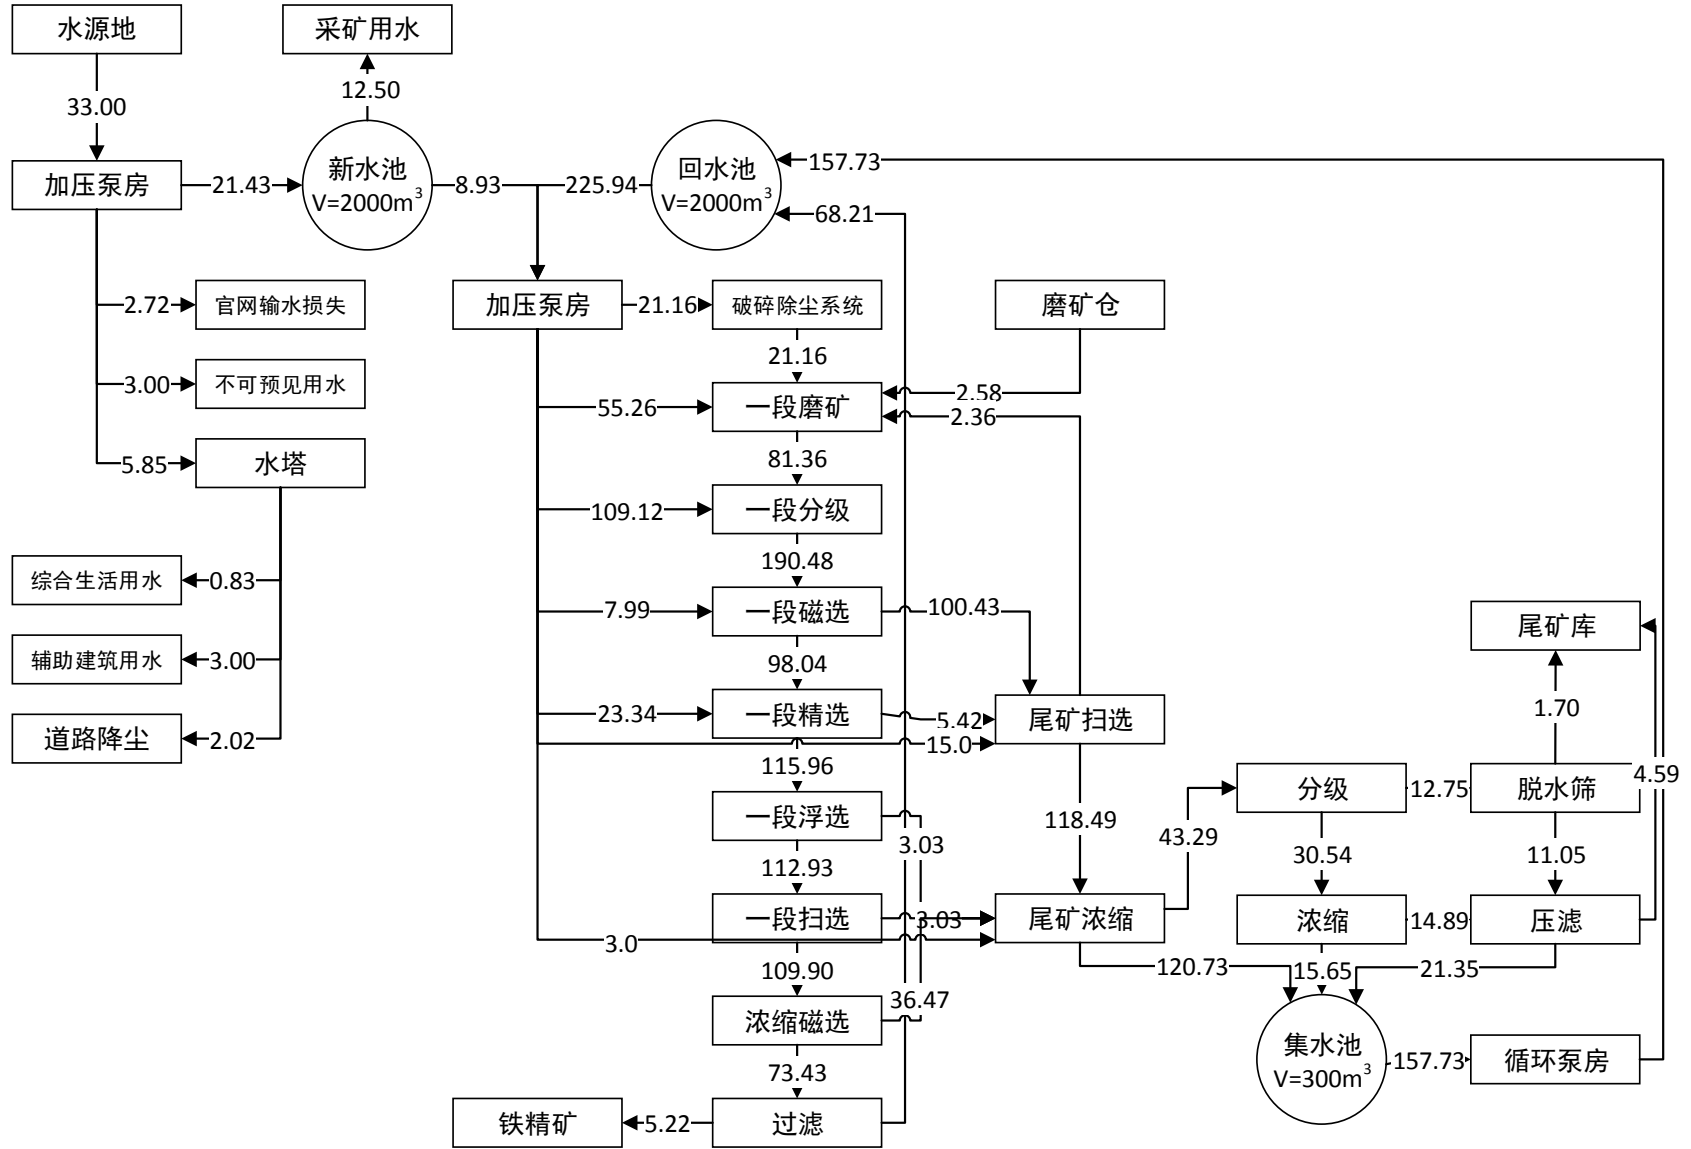 水源地
采矿用水
33.00
12.50
加压泵房
21.43
新水池
V=2000m³
8.93
225.94
回水池
V=2000m³
157.73
68.21
2.72
官网输水损失
加压泵房
21.16
破碎除尘系统
磨矿仓
21.16
3.00
不可预见用水
55.26
一段磨矿
2.58
2.36
5.85
水塔
81.36
109.12
一段分级
190.48
综合生活用水
0.83
7.99
一段磁选
100.43
尾矿库
辅助建筑用水
3.00
98.04
23.34
一段精选
5.42
尾矿扫选
1.70
道路降尘
2.02
15.0
115.96
分级
12.75
脱水筛
4.59
一段浮选
3.03
118.49
43.29
112.93
30.54
11.05
一段扫选
3.03
尾矿浓缩
浓缩
14.89
压滤
3.0
109.90
120.73
15.65
21.35
浓缩磁选
36.47
集水池
V=300m³
157.73
循环泵房
73.43
铁精矿
5.22
过滤